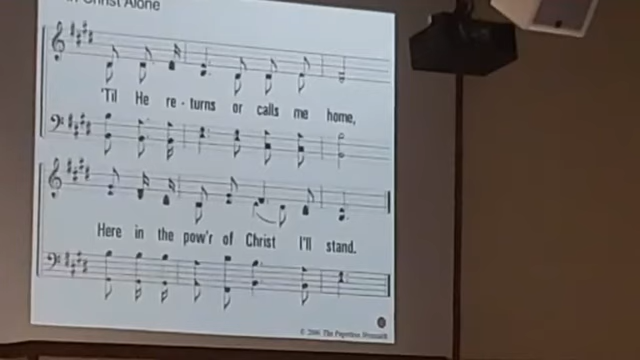 In Christ Alone
'Til He re - turns or calls me home,
Here in the pow'r of Christ I'll stand.
© 2006, The Paperless Hymnal®